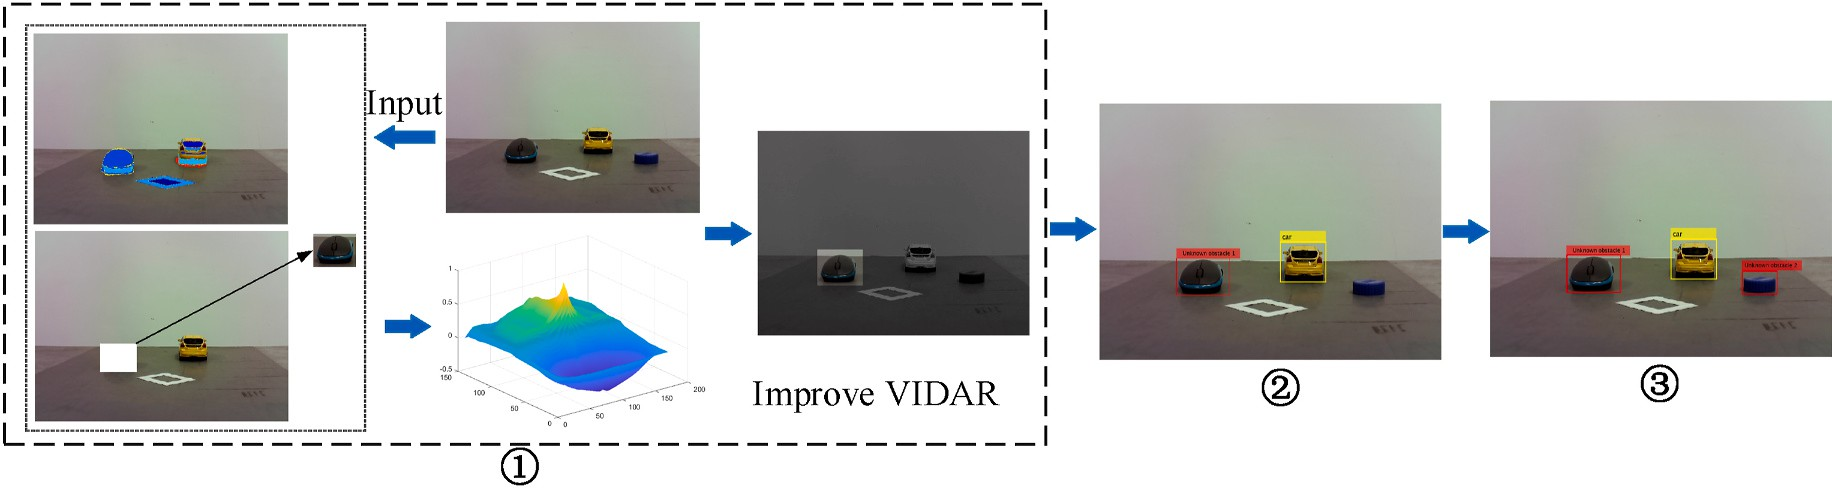 Input
1
0.5
0
-0.5
150
100
50
0
0
50
100
150
200
Improve VIDAR
①
Unknown obstacle 1
car
②
Unknown obstacle 1
car
Unknown obstacle 2
③